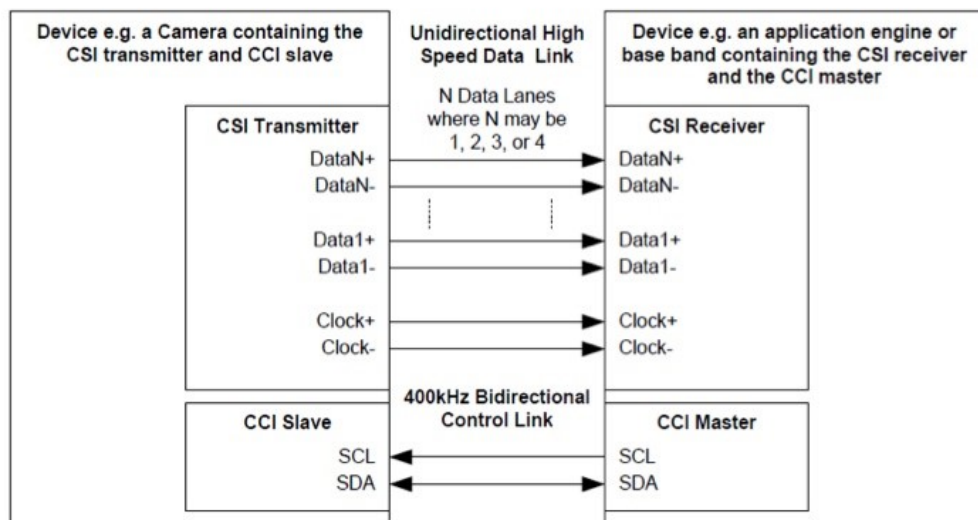 Device e.g. a Camera containing the
CSI transmitter and CCI slave
Unidirectional High
Speed Data Link
Device e.g. an application engine or
base band containing the CSI receiver
and the CCI master
N Data Lanes
where N may be
1, 2, 3, or 4
CSI Transmitter
DataN+
DataN-
Data1+
Data1-
Clock+
Clock-
CSI Receiver
DataN+
DataN-
Data1+
Data1-
Clock+
Clock-
400kHz Bidirectional
Control Link
CCI Slave
SCL
SDA
CCI Master
SCL
SDA